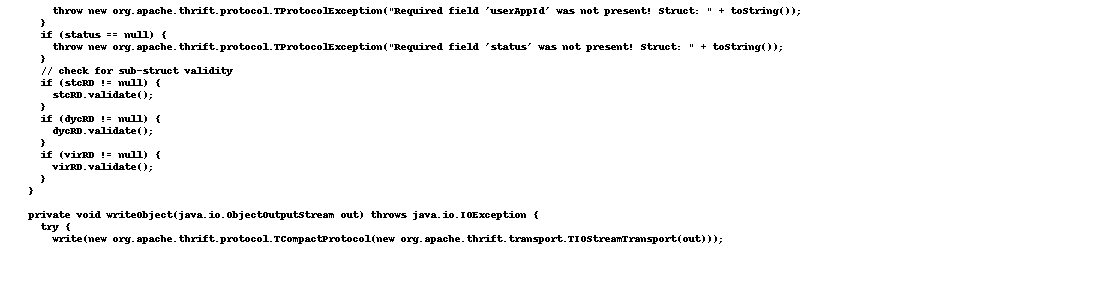 throw new org.apache.thrift.protocol.TProtocolException("Required field 'userAppId' was not present! Struct: " + toString());
}
if (status == null) {
throw new org.apache.thrift.protocol.TProtocolException("Required field 'status' was not present! Struct: " + toString());
}
// check for sub-struct validity
if (stcRD != null) {
stcRD.validate();
}
if (dycRD != null) {
dycRD.validate();
}
if (virRD != null) {
virRD.validate();
}
}
private void writeObject(java.io.ObjectOutputStream out) throws java.io.IOException {
try {
write(new org.apache.thrift.protocol.TCompactProtocol(new org.apache.thrift.transport.TIOStreamTransport(out)));